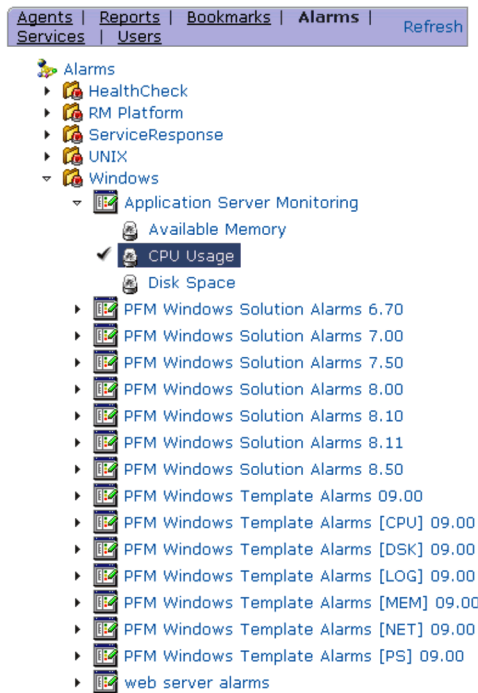 Agents | Reports | Bookmarks | Alarms |
Services | Users
Refresh
Alarms
HealthCheck
RM Platform
ServiceResponse
UNIX
Windows
Application Server Monitoring
Available Memory
CPU Usage
Disk Space
PFM Windows Solution Alarms 6.70
PFM Windows Solution Alarms 7.00
PFM Windows Solution Alarms 7.50
PFM Windows Solution Alarms 8.00
PFM Windows Solution Alarms 8.10
PFM Windows Solution Alarms 8.11
PFM Windows Solution Alarms 8.50
PFM Windows Template Alarms 09.00
PFM Windows Template Alarms [CPU] 09.00
PFM Windows Template Alarms [DSK] 09.00
PFM Windows Template Alarms [LOG] 09.00
PFM Windows Template Alarms [MEM] 09.00
PFM Windows Template Alarms [NET] 09.00
PFM Windows Template Alarms [PS] 09.00
web server alarms